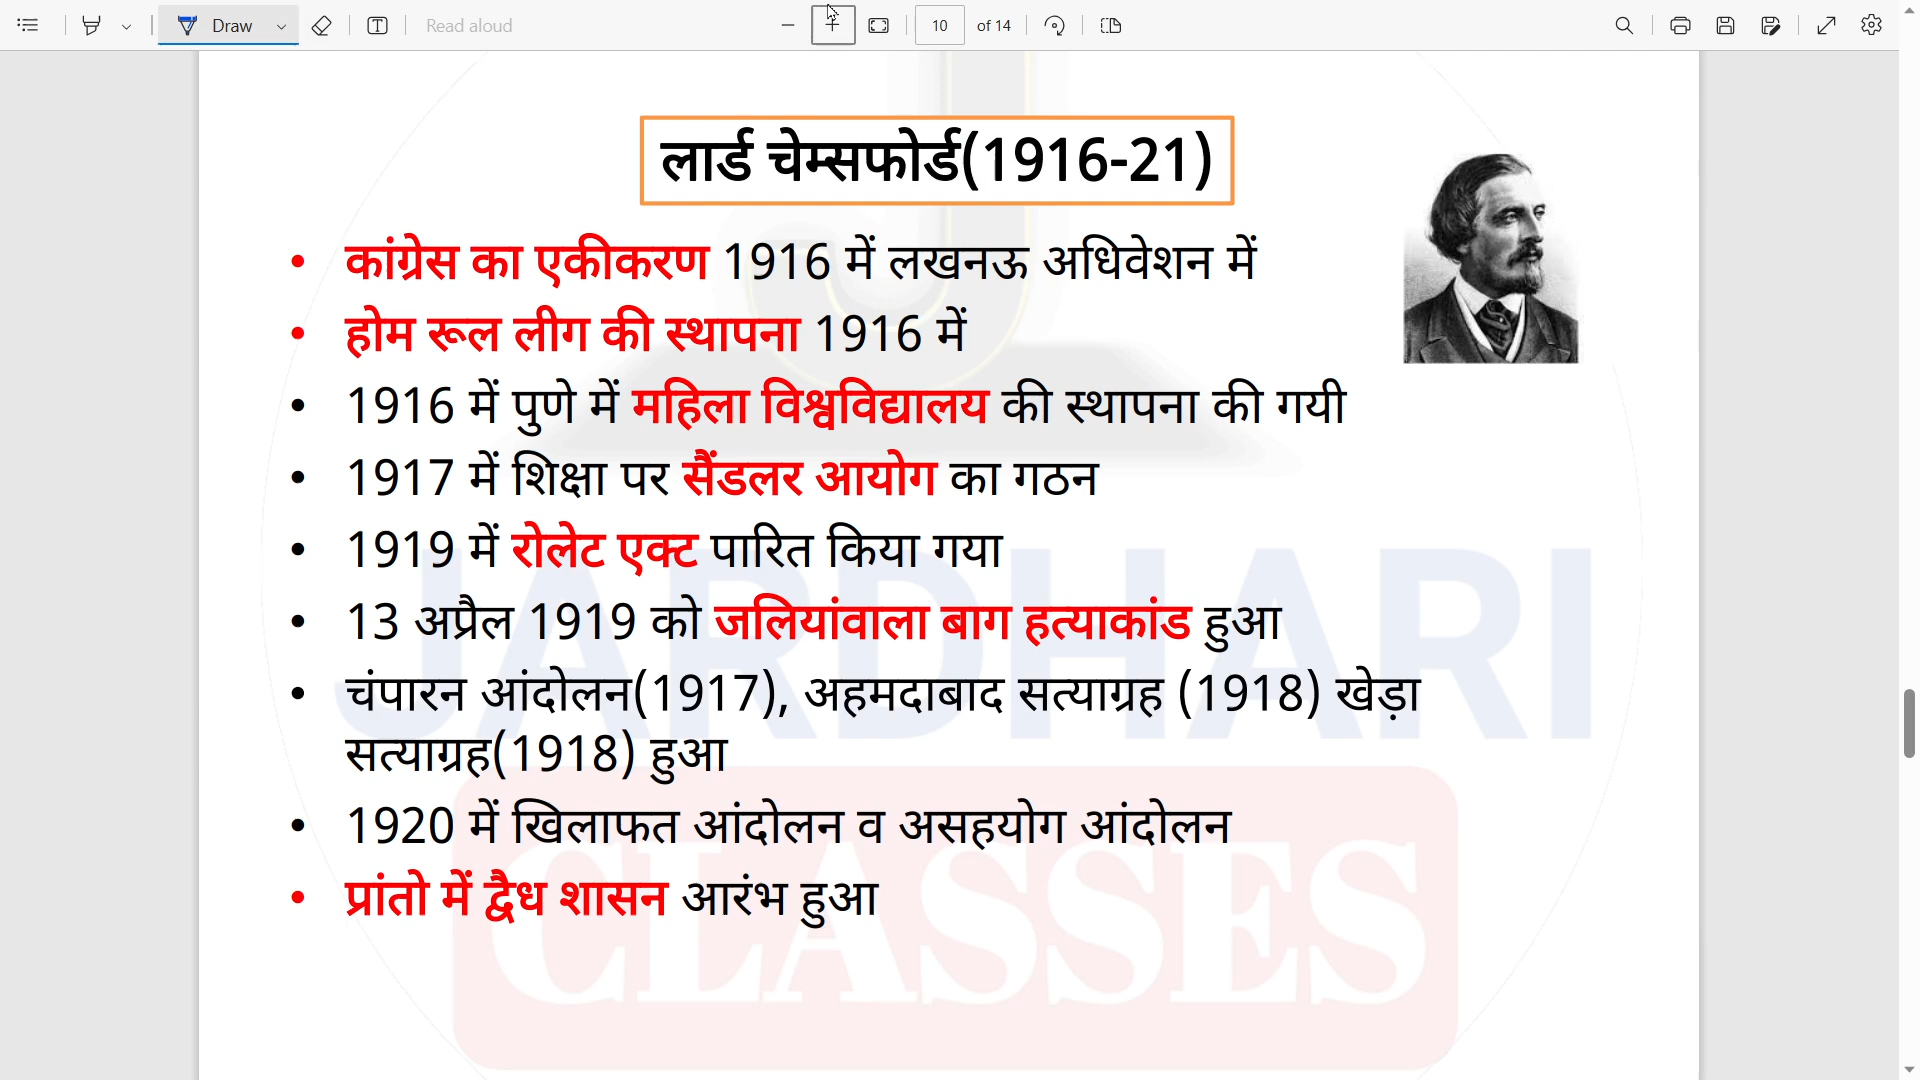 Draw
Read aloud
10 of 14
लार्ड चेम्सफोर्ड(1916-21)
• कांग्रेस का एकीकरण 1916 में लखनऊ अधिवेशन में
• होम रूल लीग की स्थापना 1916 में
• 1916 में पुणे में महिला विश्वविद्यालय की स्थापना की गयी
• 1917 में शिक्षा पर सैंडलर आयोग का गठन
• 1919 में रोलेट एक्ट पारित किया गया
• 13 अप्रैल 1919 को जलियांवाला बाग हत्याकांड हुआ
• चंपारन आंदोलन(1917), अहमदाबाद सत्याग्रह (1918) खेड़ा
सत्याग्रह(1918) हुआ
• 1920 में खिलाफत आंदोलन व असहयोग आंदोलन
• प्रांतो में द्वैध शासन आरंभ हुआ
JARDHARI
CLASSES